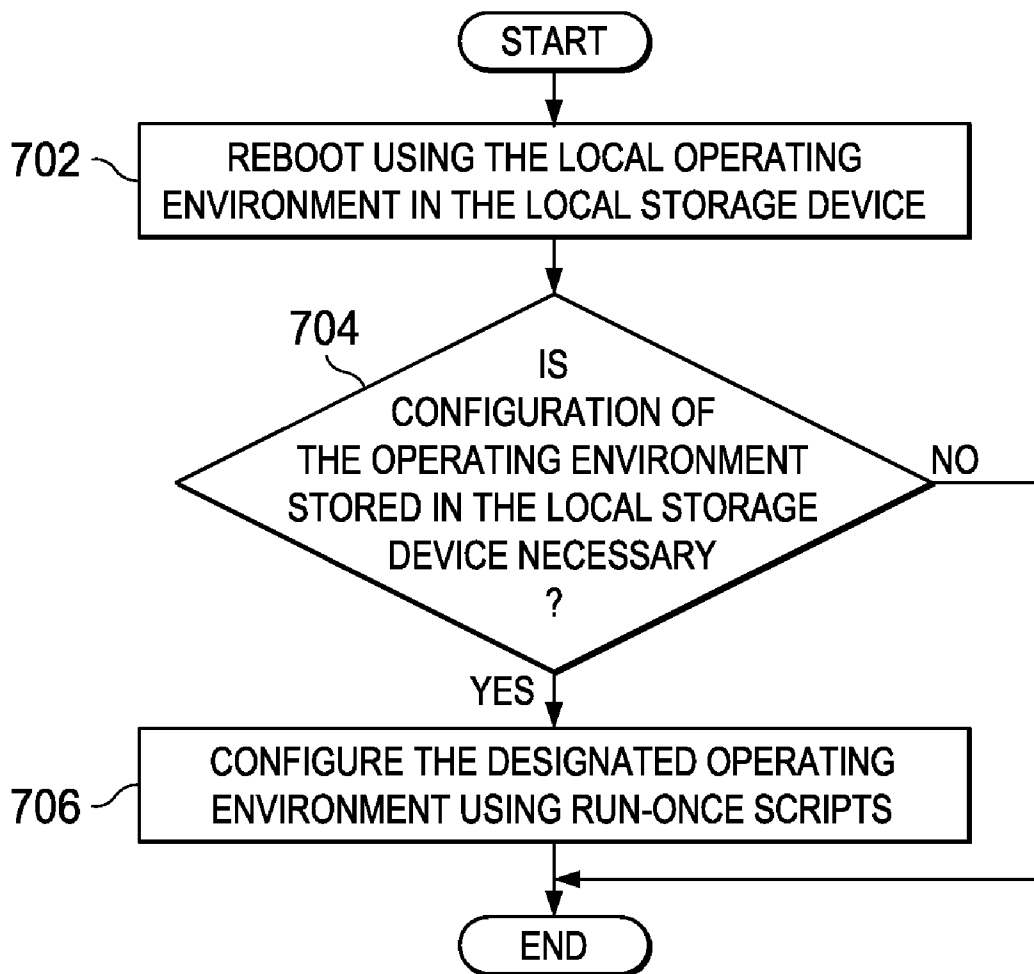 START
702
REBOOT USING THE LOCAL OPERATING
ENVIRONMENT IN THE LOCAL STORAGE DEVICE
704
IS
CONFIGURATION OF
THE OPERATING ENVIRONMENT
STORED IN THE LOCAL STORAGE
DEVICE NECESSARY
?
NO
YES
706
CONFIGURE THE DESIGNATED OPERATING
ENVIRONMENT USING RUN-ONCE SCRIPTS
END